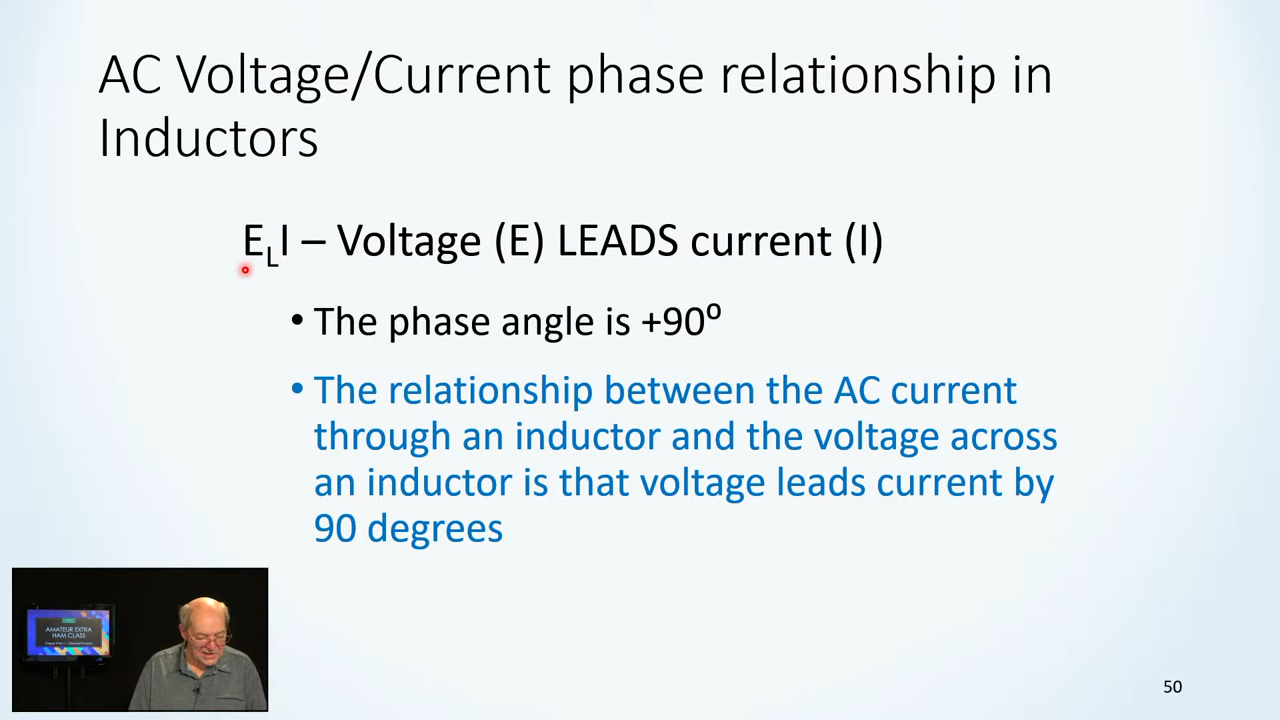 AC Voltage/Current phase relationship in
Inductors
E_L I – Voltage (E) LEADS current (I)
• The phase angle is +90º
• The relationship between the AC current
through an inductor and the voltage across
an inductor is that voltage leads current by
90 degrees
AMATEUR EXTRA
HAM CLASS
50